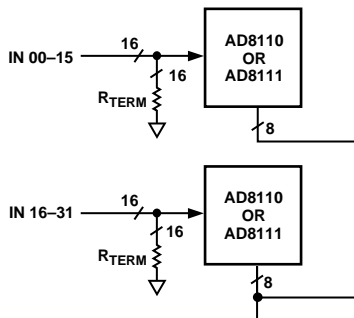 16
AD8110
OR
AD8111
IN 00–15
16
RTERM
8
16
AD8110
OR
AD8111
IN 16–31
16
RTERM
8